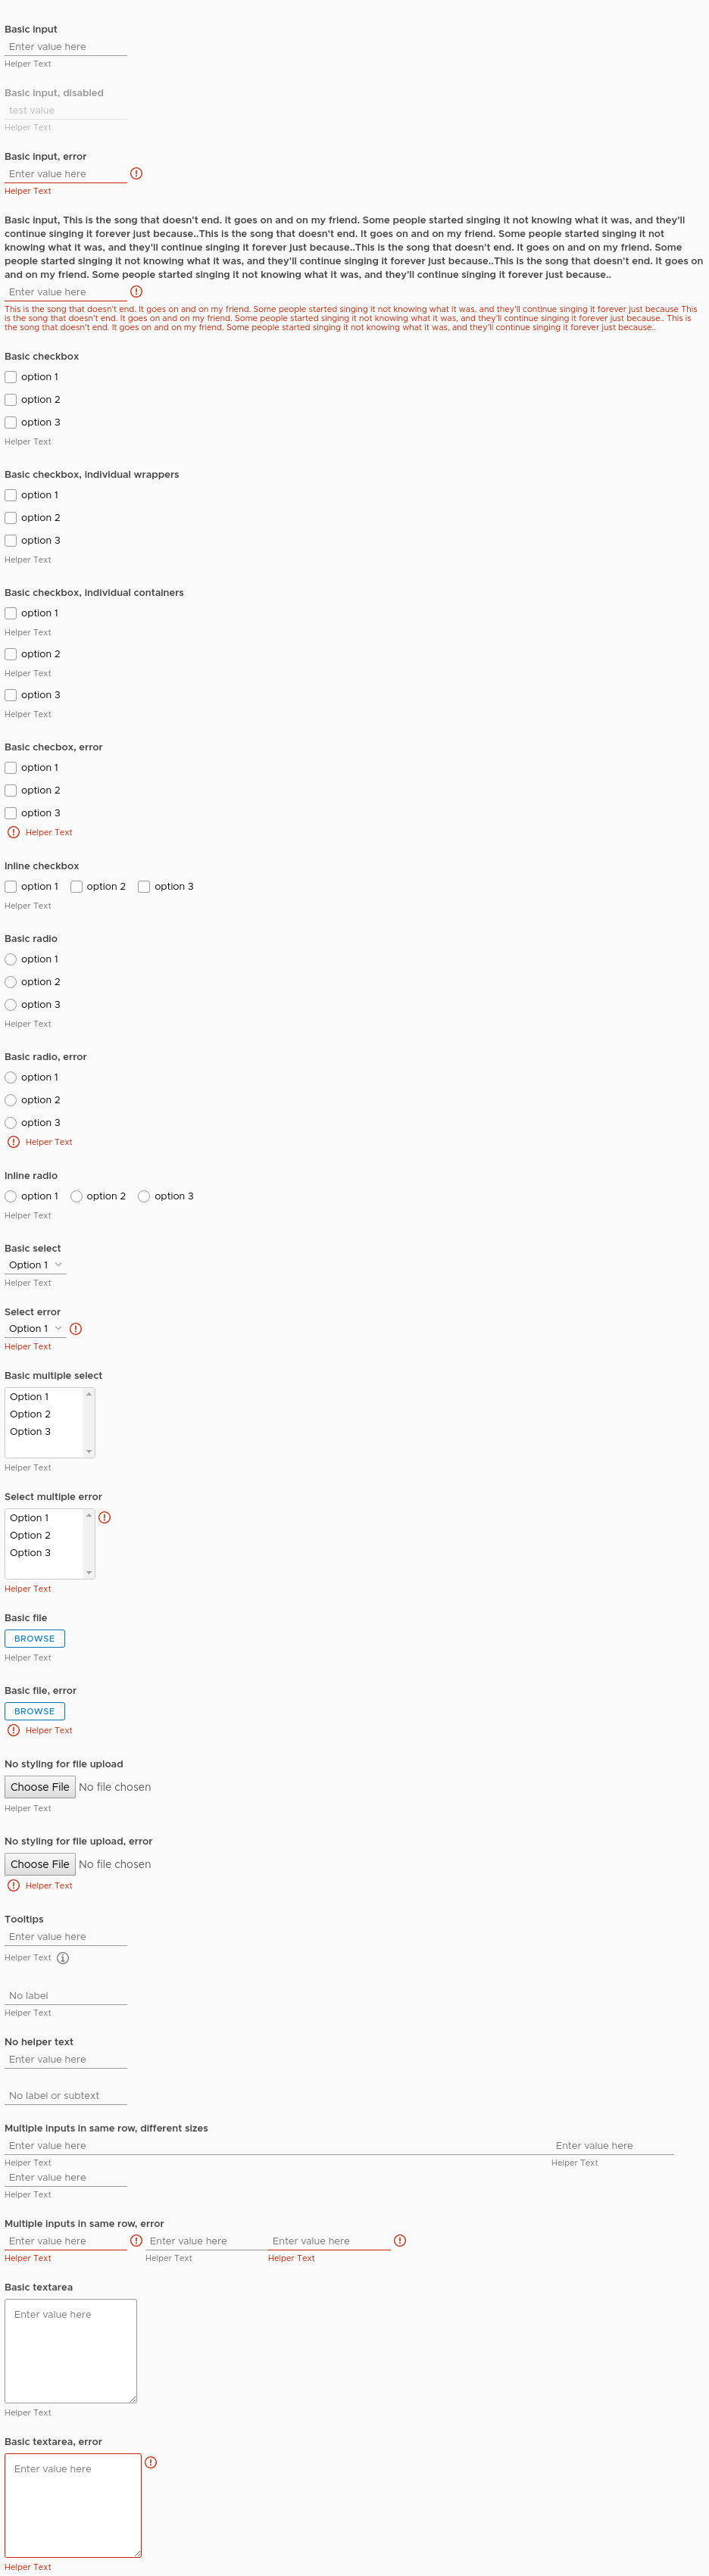 Basic input
Enter value here
Helper Text
Basic input, disabled
test value
Helper Text
Basic input, error
Enter value here
Helper Text
Basic input, This is the song that doesn't end. It goes on and on my friend. Some people started singing it not knowing what it was, and they'll
continue singing it forever just because..This is the song that doesn't end. It goes on and on my friend. Some people started singing it not
knowing what it was, and they'll continue singing it forever just because..This is the song that doesn't end. It goes on and on my friend. Some
people started singing it not knowing what it was, and they'll continue singing it forever just because..This is the song that doesn't end. It goes on
and on my friend. Some people started singing it not knowing what it was, and they'll continue singing it forever just because..
Enter value here
This is the song that doesn't end. It goes on and on my friend. Some people started singing it not knowing what it was, and they'll continue singing it forever just because This
is the song that doesn't end. It goes on and on my friend. Some people started singing it not knowing what it was, and they'll continue singing it forever just because.. This is
the song that doesn't end. It goes on and on my friend. Some people started singing it not knowing what it was, and they'll continue singing it forever just because..
Basic checkbox
option 1
option 2
option 3
Helper Text
Basic checkbox, individual wrappers
option 1
option 2
option 3
Helper Text
Basic checkbox, individual containers
option 1
Helper Text
option 2
Helper Text
option 3
Helper Text
Basic checbox, error
option 1
option 2
option 3
Helper Text
Inline checkbox
option 1 option 2 option 3
Helper Text
Basic radio
option 1
option 2
option 3
Helper Text
Basic radio, error
option 1
option 2
option 3
Helper Text
Inline radio
option 1 option 2 option 3
Helper Text
Basic select
Option 1
Helper Text
Select error
Option 1
Helper Text
Basic multiple select
Option 1
Option 2
Option 3
Helper Text
Select multiple error
Option 1
Option 2
Option 3
Helper Text
Basic file
BROWSE
Helper Text
Basic file, error
BROWSE
Helper Text
No styling for file upload
Choose File No file chosen
Helper Text
No styling for file upload, error
Choose File No file chosen
Helper Text
Tooltips
Enter value here
Helper Text
No label
Helper Text
No helper text
Enter value here
No label or subtext
Multiple inputs in same row, different sizes
Enter value here Enter value here
Helper Text Helper Text
Enter value here
Helper Text
Multiple inputs in same row, error
Enter value here Enter value here Enter value here
Helper Text Helper Text Helper Text
Basic textarea
Enter value here
Helper Text
Basic textarea, error
Enter value here
Helper Text